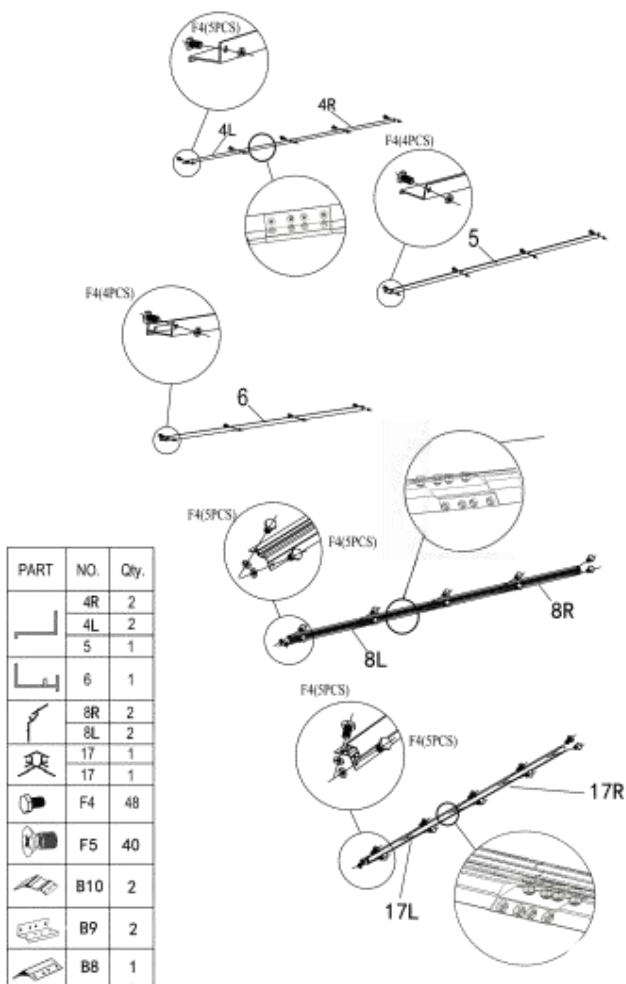 F4(5PCS)
4R
4L
F4(4PCS)
5
F4(4PCS)
6
F4(5PCS)
F4(5PCS)
8R
8L
F4(5PCS)
F4(5PCS)
17R
17L
PART NO. Qty.
4R 2
4L 2
5 1
6 1
8R 2
8L 2
17 1
17 1
F4 48
F5 40
B10 2
B9 2
B8 1